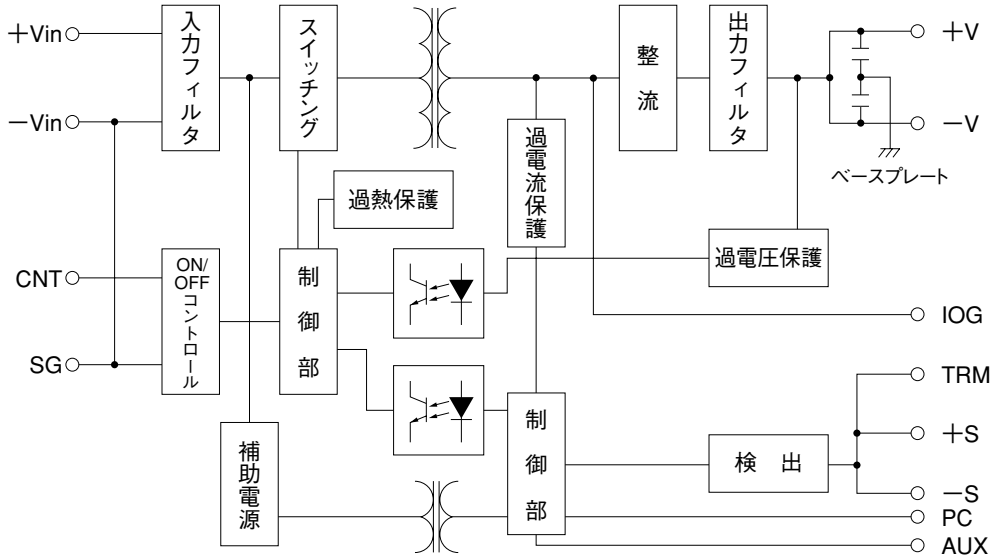 +Vin
−Vin
CNT
SG
入力フィルタ
スイッチング
整流
出力フィルタ
+V
−V
ベースプレート
過電流保護
過熱保護
過電圧保護
ON/
OFF
コントロール
制御部
IOG
TRM
制御部
検出
+S
−S
補助電源
PC
AUX